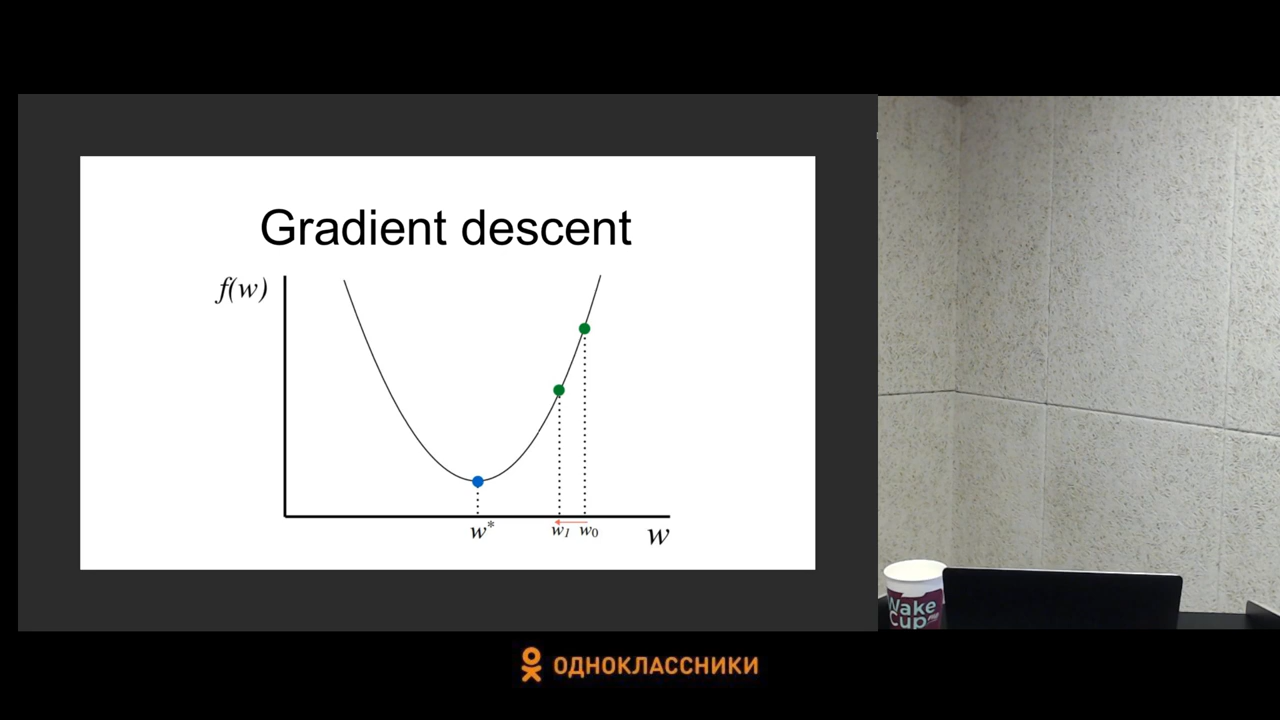 Gradient descent
f(w)
w*
w₁ w₀
w
Wake
Cup
ОДНОКЛАССНИКИ